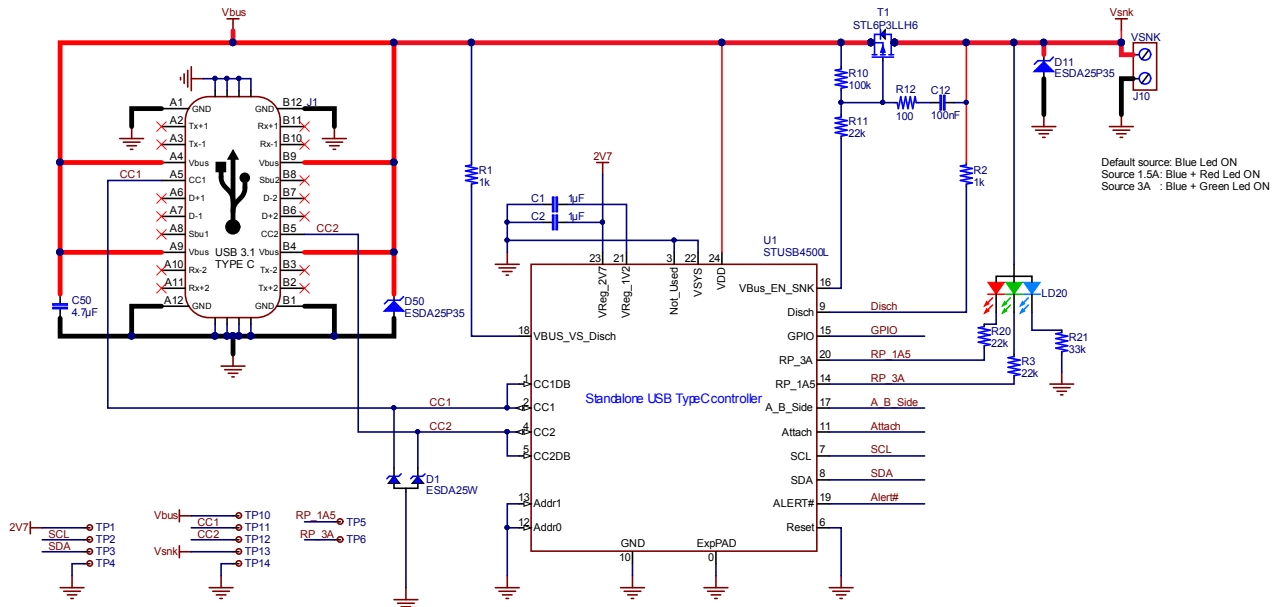 Vbus
T1
STL6P3LLH6
Vsnk
VSNK
J10
D11
ESDA25P35
R10
100k
R12
100
C12
100nF
R11
22k
J1
A1 GND GND B12
A2 Tx+1 Rx+1 B11
A3 Tx-1 Rx-1 B10
A4 Vbus Vbus B9
CC1 A5 CC1 Sbu2 B8
A6 D+1 D-2 B7
A7 D-1 D+2 B6
A8 Sbu1 CC2 B5 CC2
A9 Vbus Vbus B4
A10 Rx-2 Tx-2 B3
A11 Rx+2 Tx+2 B2
A12 GND GND B1
USB 3.1
TYPE C
C50
4.7µF
D50
ESDA25P35
R1
1k
2V7
C1 1µF
C2 1µF
R2
1k
Default source: Blue Led ON
Source 1.5A: Blue + Red Led ON
Source 3A : Blue + Green Led ON
U1
STUSB4500L
23 VReg_2V7
21 VReg_1V2
3 Not_Used
22 VSYS
24 VDD
VBus_EN_SNK 16
Disch 9 Disch
GPIO 15 GPIO
RP_3A 20 RP_1A5
RP_1A5 14 RP_3A
A_B_Side 17 A_B_Side
Attach 11 Attach
SCL 7 SCL
SDA 8 SDA
ALERT# 19 Alert#
Reset 6
18 VBUS_VS_Disch
1 CC1DB
CC1 2 CC1
CC2 4 CC2
5 CC2DB
13 Addr1
12 Addr0
Standalone USB TypeC controller
GND
10
ExpPAD
0
LD20
R20
22k
R3
22k
R21
33k
D1
ESDA25W
2V7 TP1
SCL TP2
SDA TP3
TP4
Vbus TP10
CC1 TP11
CC2 TP12
Vsnk TP13
TP14
RP_1A5 TP5
RP_3A TP6